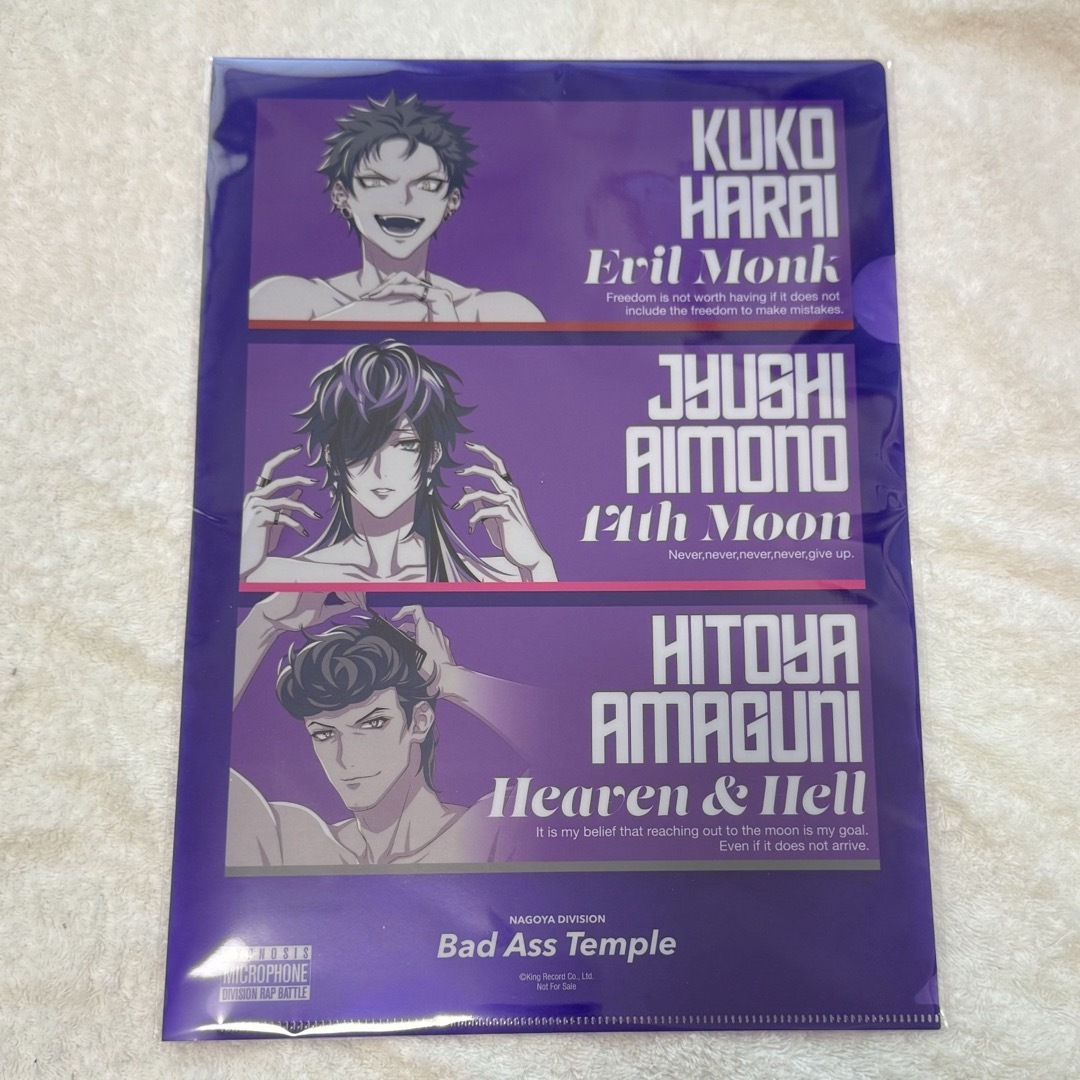 KUKO
HARAI
Evil Monk
Freedom is not worth having if it does not
include the freedom to make mistakes.
JYUSHI
AIMONO
14th Moon
Never,never,never,never,give up.
HITOYA
AMAGUNI
Heaven & Hell
It is my belief that reaching out to the moon is my goal.
Even if it does not arrive.
NAGOYA DIVISION
Bad Ass Temple
©King Record Co., Ltd.
Not For Sale
HYPNOSIS
MICROPHONE
DIVISION RAP BATTLE